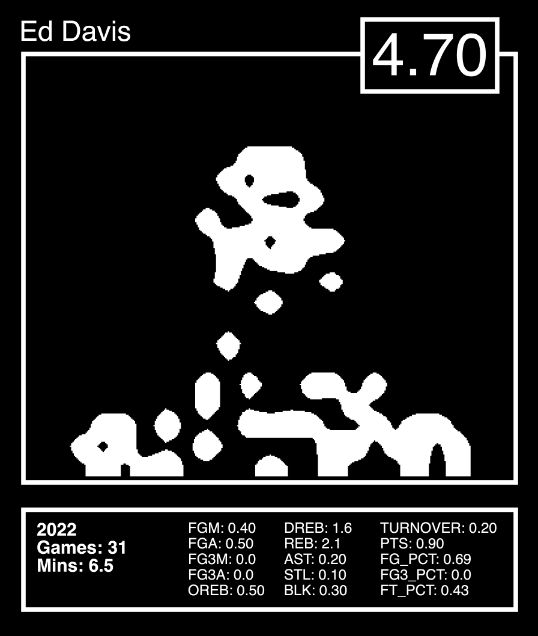 Ed Davis
4.70
2022
Games: 31
Mins: 6.5
FGM: 0.40
FGA: 0.50
FG3M: 0.0
FG3A: 0.0
OREB: 0.50
DREB: 1.6
REB: 2.1
AST: 0.20
STL: 0.10
BLK: 0.30
TURNOVER: 0.20
PTS: 0.90
FG_PCT: 0.69
FG3_PCT: 0.0
FT_PCT: 0.43